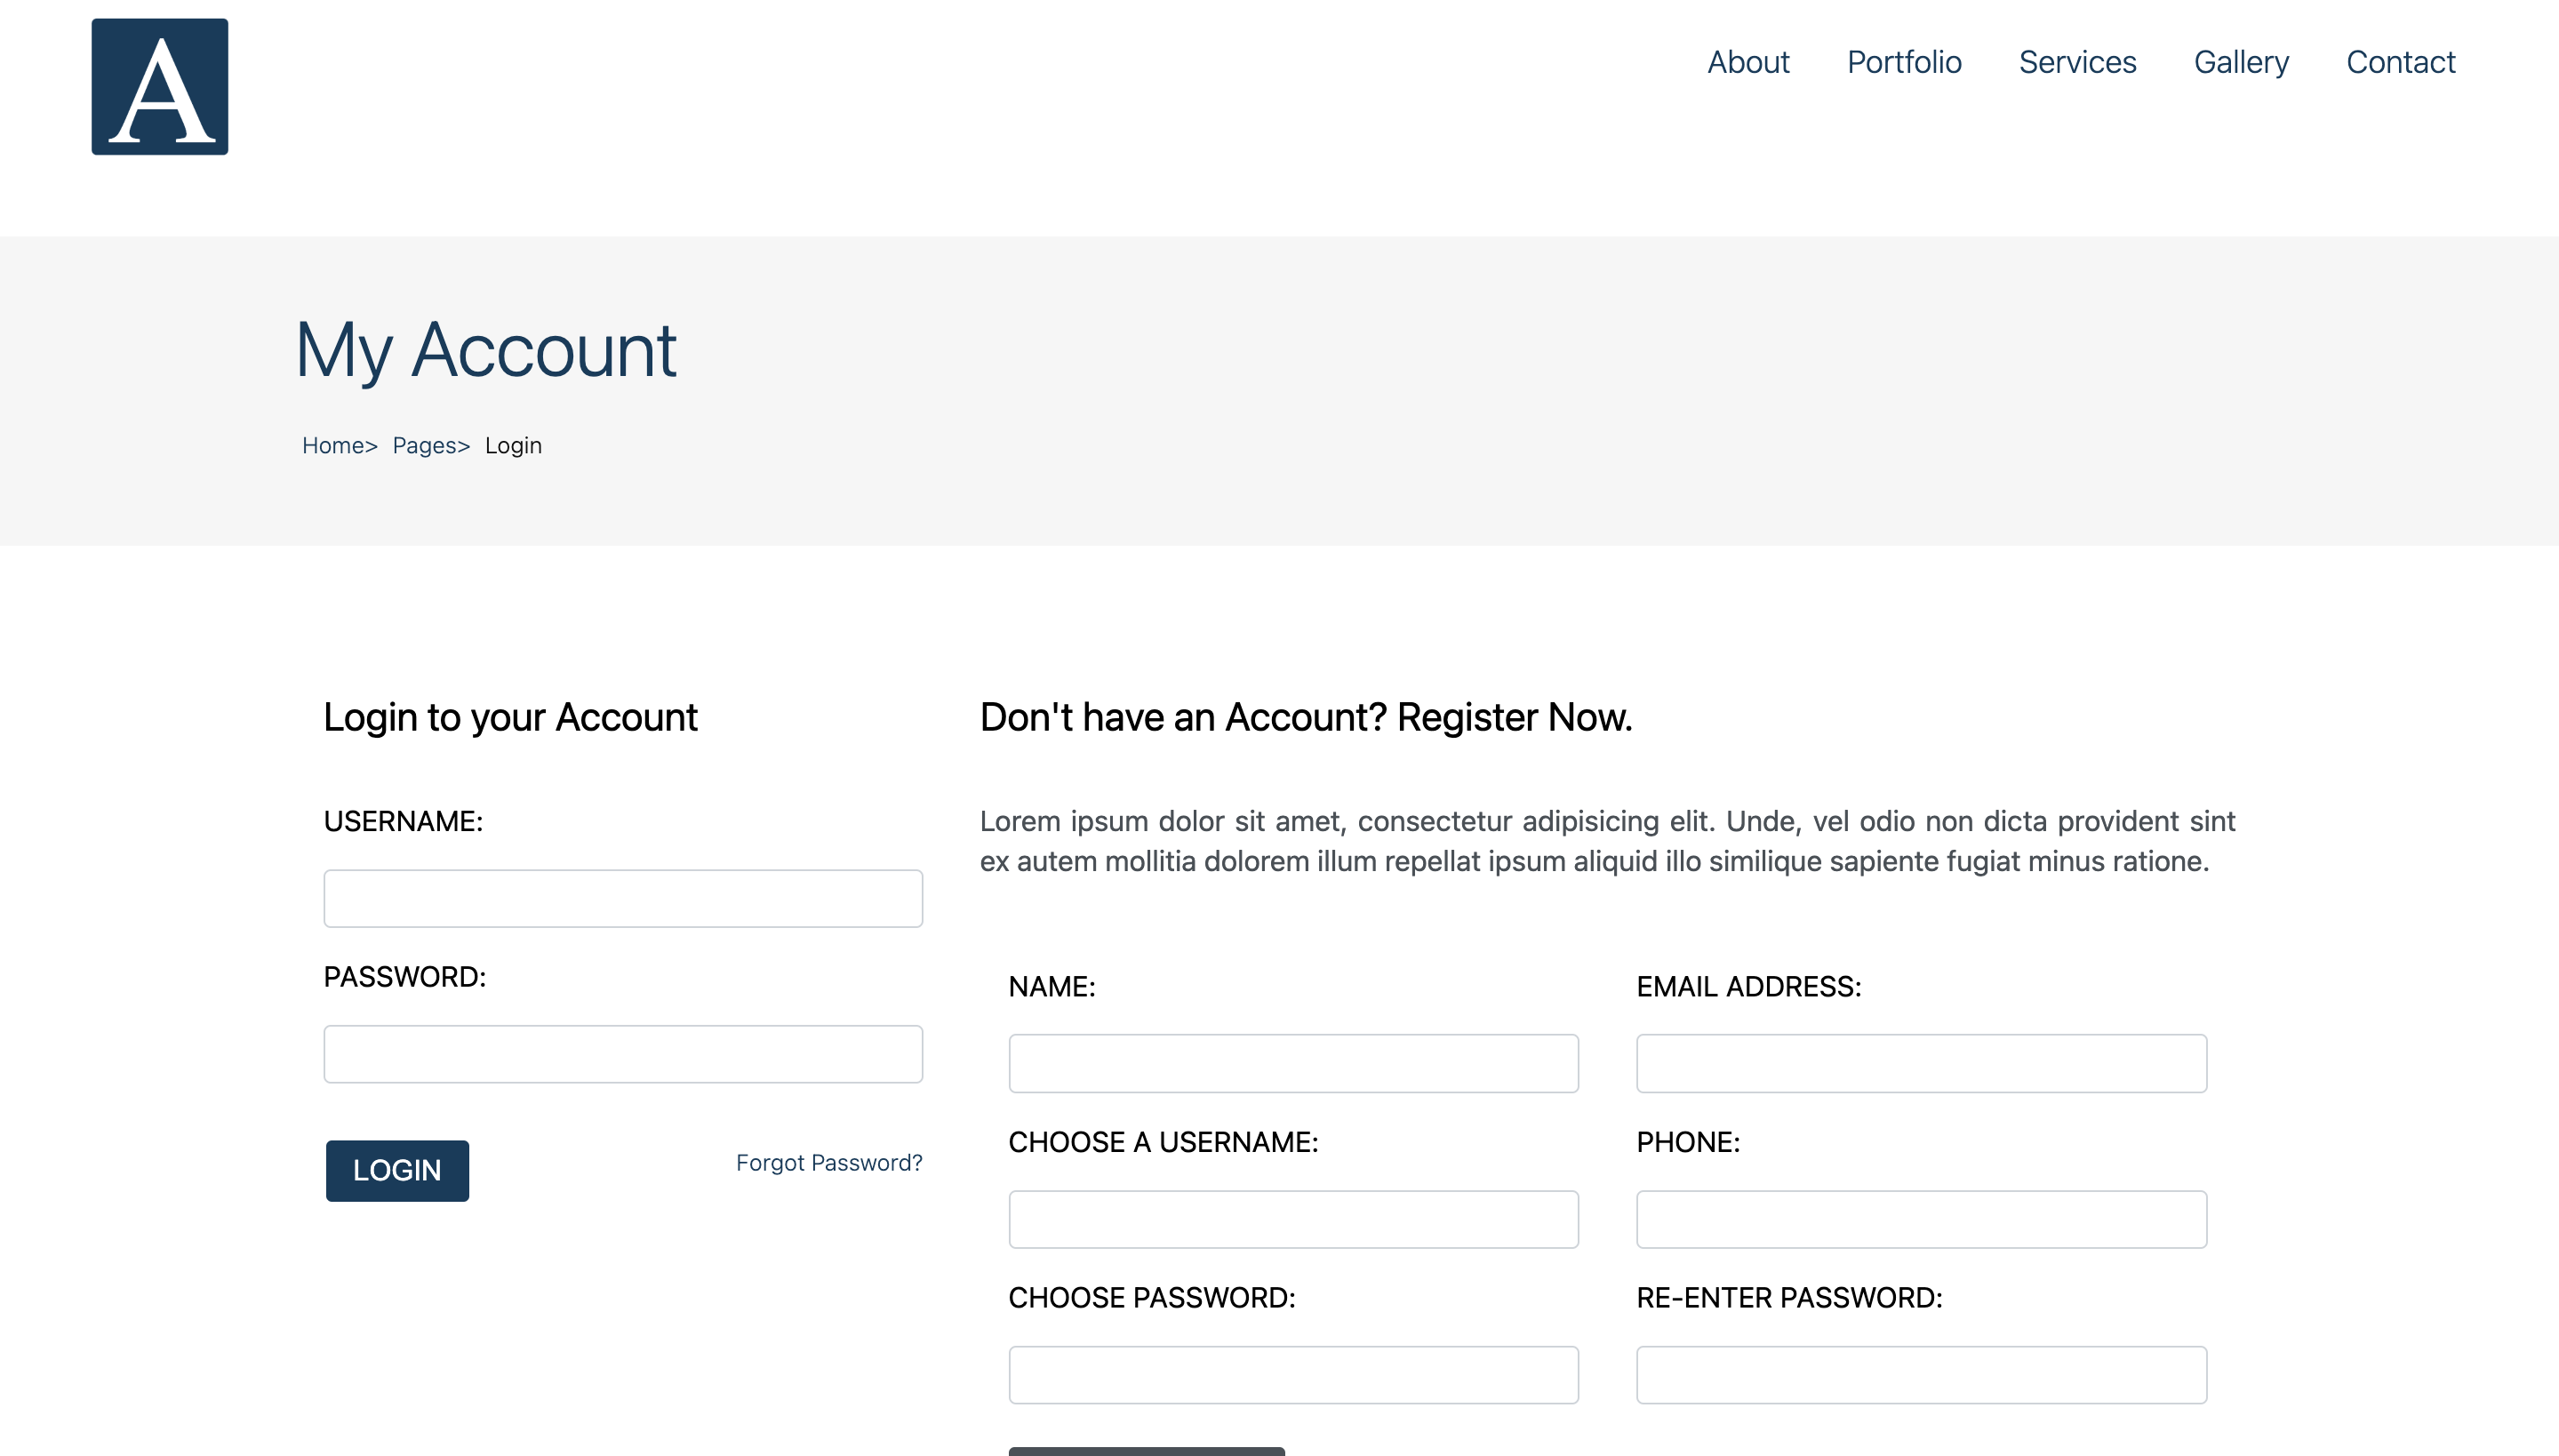 A
About Portfolio Services Gallery Contact
My Account
Home> Pages> Login
Login to your Account
USERNAME:
PASSWORD:
LOGIN Forgot Password?
Don't have an Account? Register Now.
Lorem ipsum dolor sit amet, consectetur adipisicing elit. Unde, vel odio non dicta provident sint
ex autem mollitia dolorem illum repellat ipsum aliquid illo similique sapiente fugiat minus ratione.
NAME: EMAIL ADDRESS:
CHOOSE A USERNAME: PHONE:
CHOOSE PASSWORD: RE-ENTER PASSWORD: